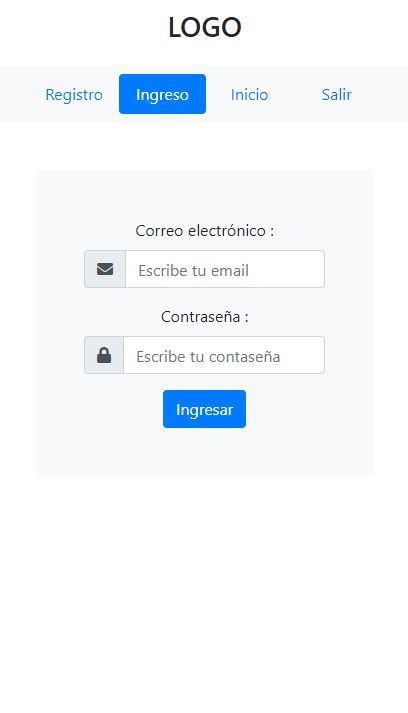 LOGO
Registro Ingreso Inicio Salir
Correo electrónico :
Escribe tu email
Contraseña :
Escribe tu contaseña
Ingresar